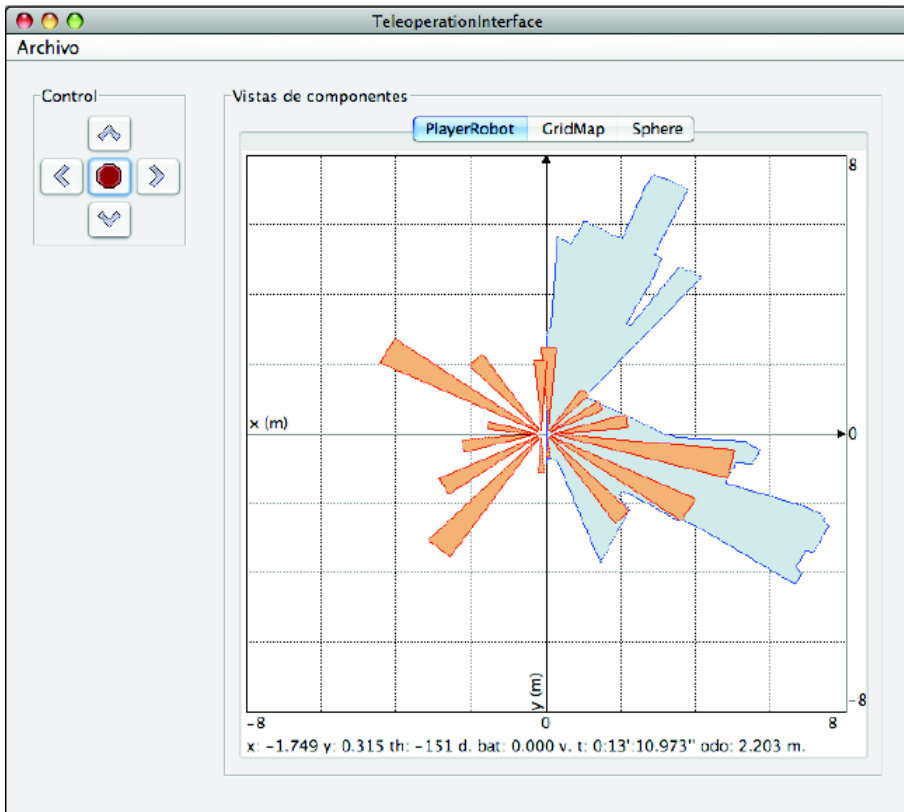 TeleoperationInterface
Archivo
Control
Vistas de componentes
PlayerRobot GridMap Sphere
8
x (m)
0
y (m)
-8
-8 0 8
x: -1.749 y: 0.315 th: -151 d. bat: 0.000 v. t: 0:13':10.973'' odo: 2.203 m.